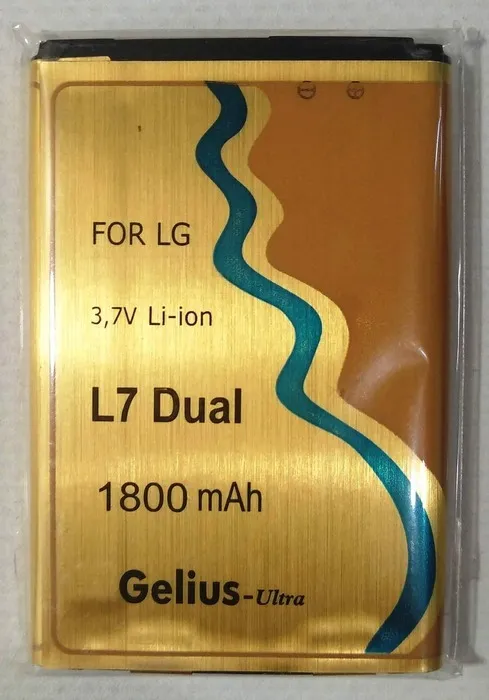 FOR LG
3,7V Li-ion
L7 Dual
1800 mAh
Gelius-Ultra